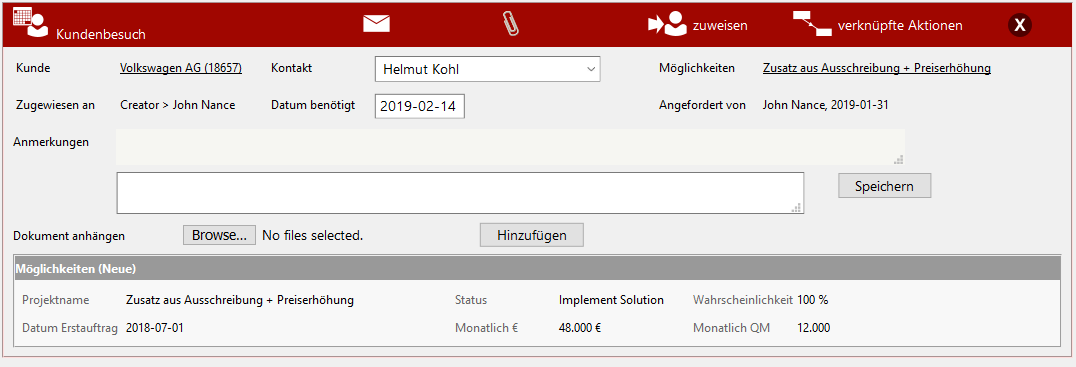 Kundenbesuch zuweisen verknüpfte Aktionen X
Kunde Volkswagen AG (18657) Kontakt Helmut Kohl Möglichkeiten Zusatz aus Ausschreibung + Preiserhöhung
Zugewiesen an Creator > John Nance Datum benötigt 2019-02-14 Angefordert von John Nance, 2019-01-31
Anmerkungen
Speichern
Dokument anhängen Browse... No files selected. Hinzufügen
Möglichkeiten (Neue)
Projektname Zusatz aus Ausschreibung + Preiserhöhung Status Implement Solution Wahrscheinlichkeit 100 %
Datum Erstauftrag 2018-07-01 Monatlich € 48.000 € Monatlich QM 12.000